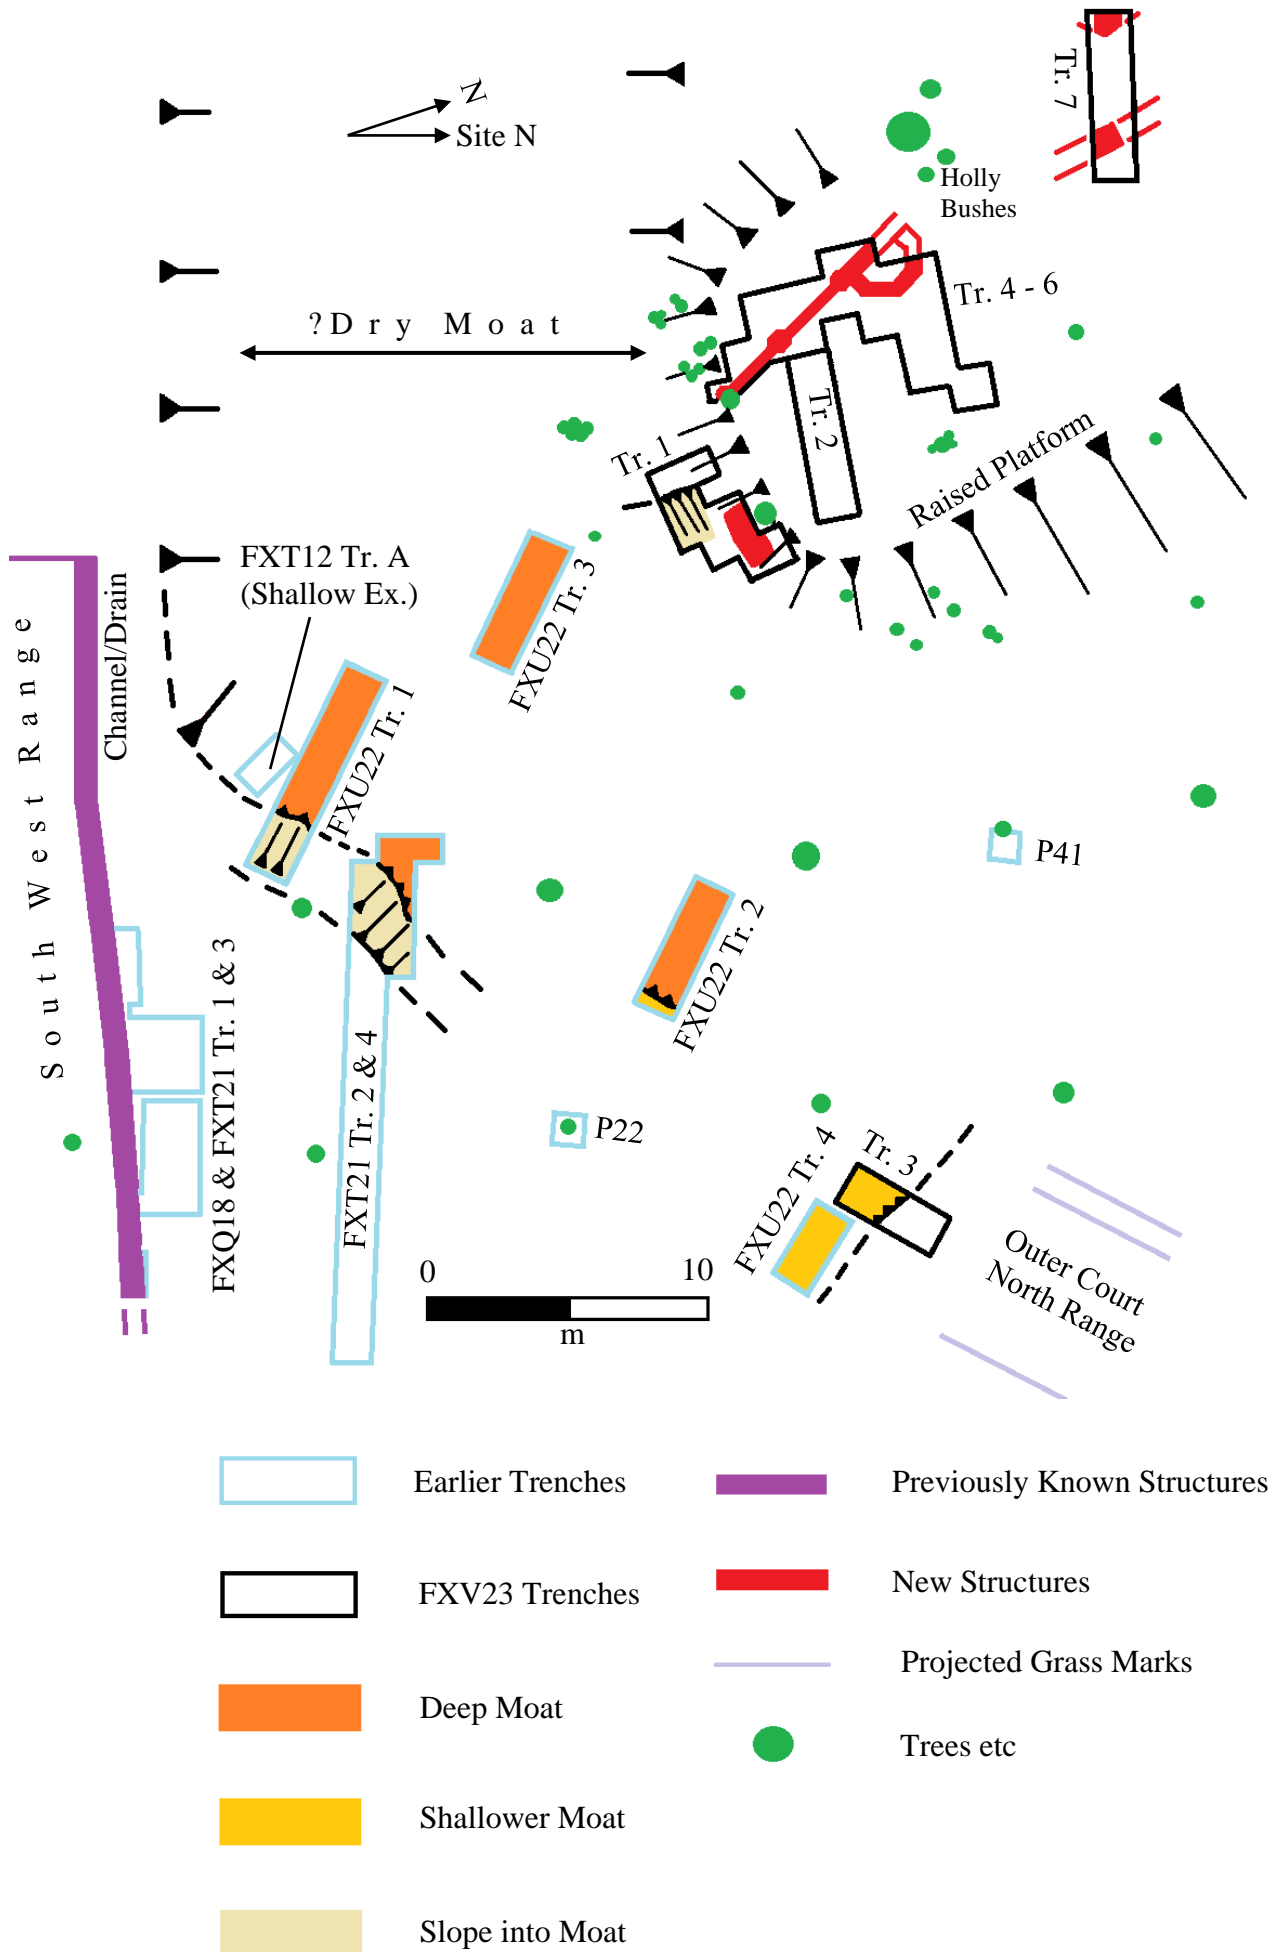 Tr. 7
N
Site N
Holly
Bushes
Tr. 4 - 6
?Dry Moat
Tr. 2
Tr. 1
Raised Platform
FXT12 Tr. A
(Shallow Ex.)
FXU22 Tr. 3
Channel/Drain
South West Range
FXU22 Tr. 1
P41
FXU22 Tr. 2
FXQ18 & FXT21 Tr. 1 & 3
FXT21 Tr. 2 & 4
P22
FXU22 Tr. 4
Tr. 3
Outer Court
North Range
0 10
m
Earlier Trenches
Previously Known Structures
FXV23 Trenches
New Structures
Projected Grass Marks
Deep Moat
Trees etc
Shallower Moat
Slope into Moat